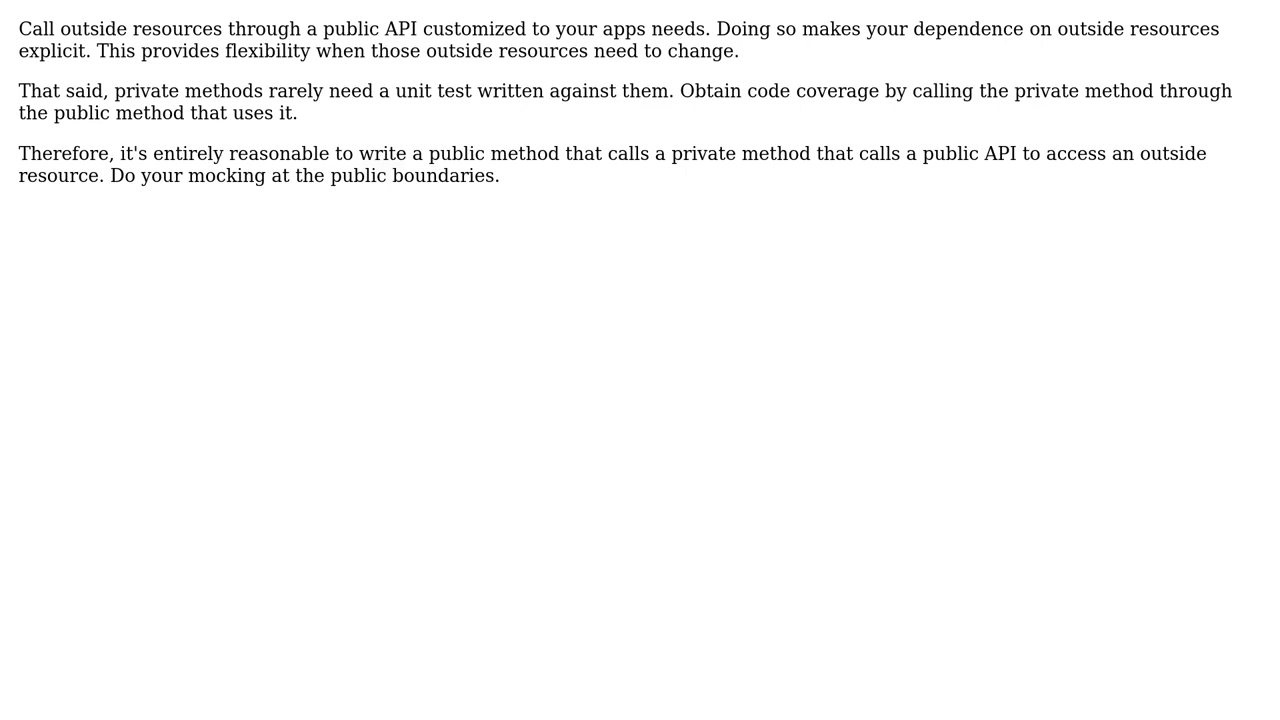 Call outside resources through a public API customized to your apps needs. Doing so makes your dependence on outside resources
explicit. This provides flexibility when those outside resources need to change.
That said, private methods rarely need a unit test written against them. Obtain code coverage by calling the private method through
the public method that uses it.
Therefore, it's entirely reasonable to write a public method that calls a private method that calls a public API to access an outside
resource. Do your mocking at the public boundaries.